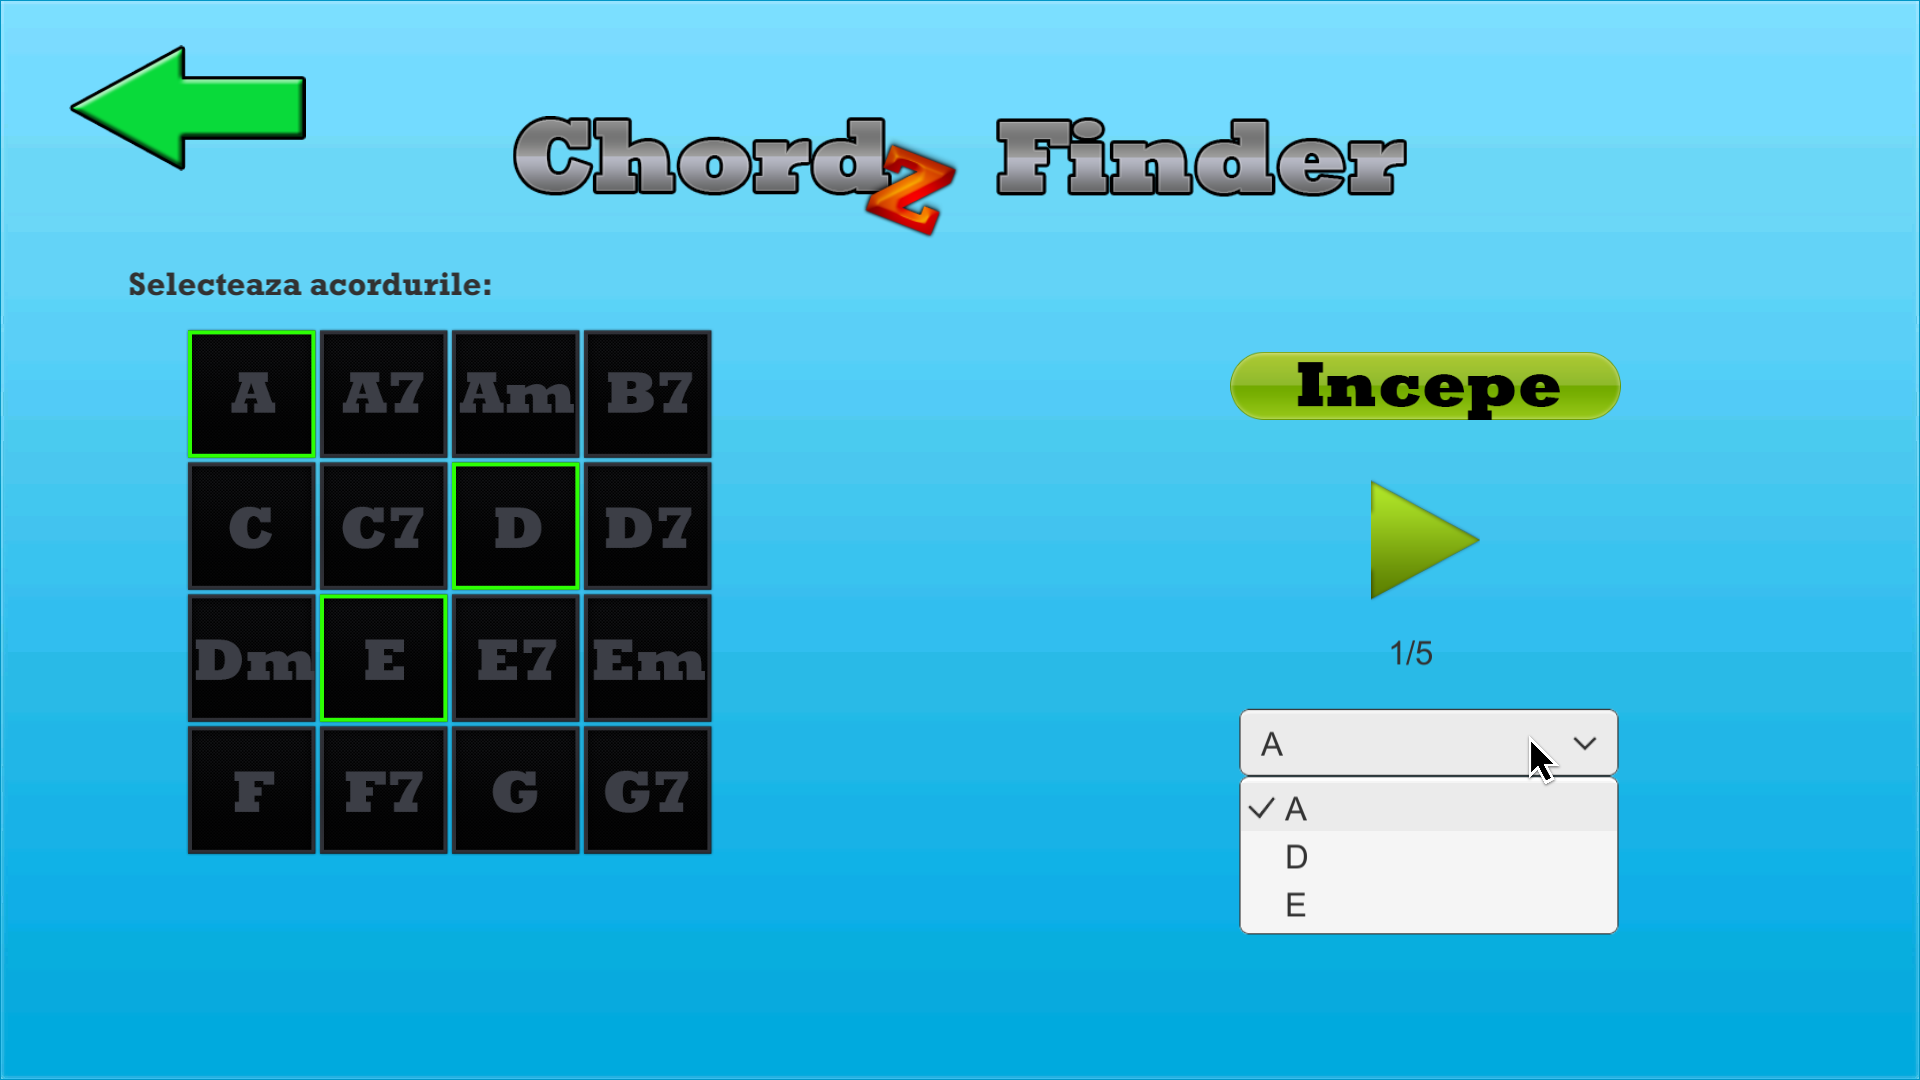 Chordz Finder
Selecteaza acordurile:
A A7 Am B7
C C7 D D7
Dm E E7 Em
F F7 G G7
Incepe
1/5
A
A
D
E